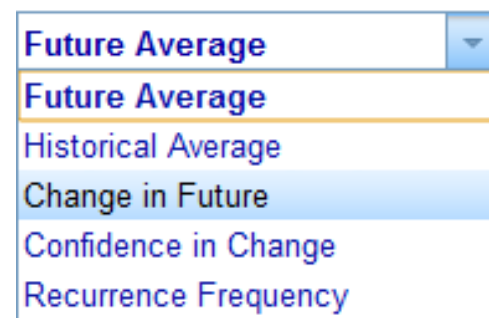 Future Average
Future Average
Historical Average
Change in Future
Confidence in Change
Recurrence Frequency